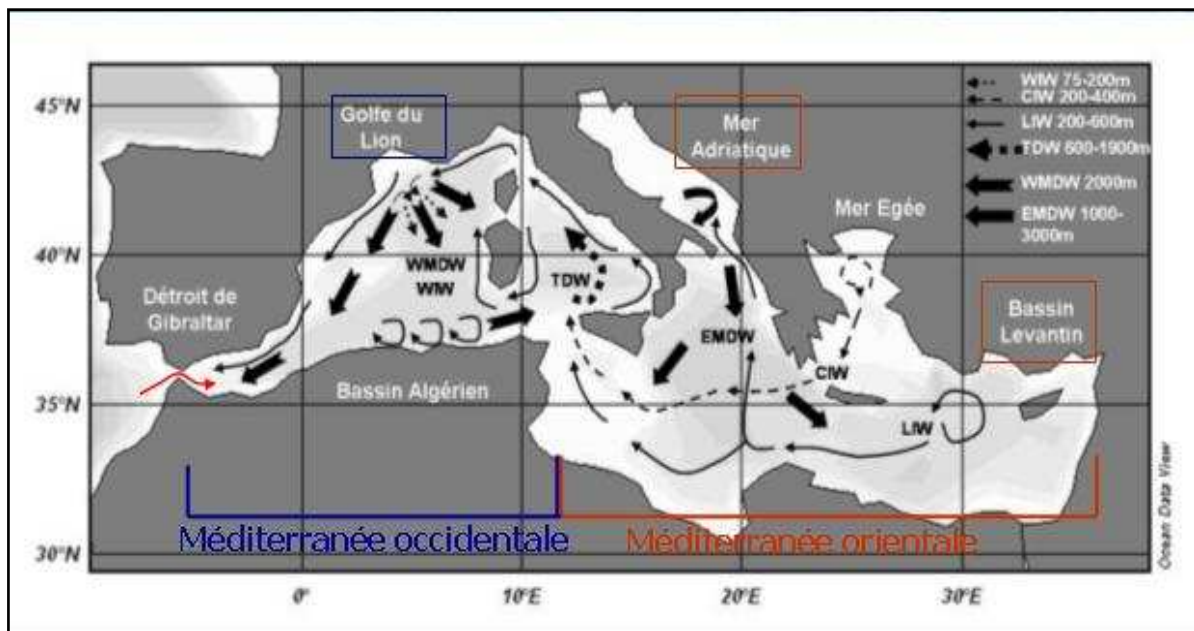 WIW 75-200m
CIW 200-400m
LIW 200-600m
TDW 600-1900m
WMDW 2000m
EMDW 1000-
3000m
45°N
Golfe du
Lion
Mer
Adriatique
Mer Egée
40°N
WMDW
WIW
TDW
Détroit de
Gibraltar
Bassin
Levantin
EMDW
CIW
Bassin Algérien
35°N
LIW
Méditerranée occidentale
Méditerranée orientale
30°N
0°
10°E
20°E
30°E
Ocean Data View